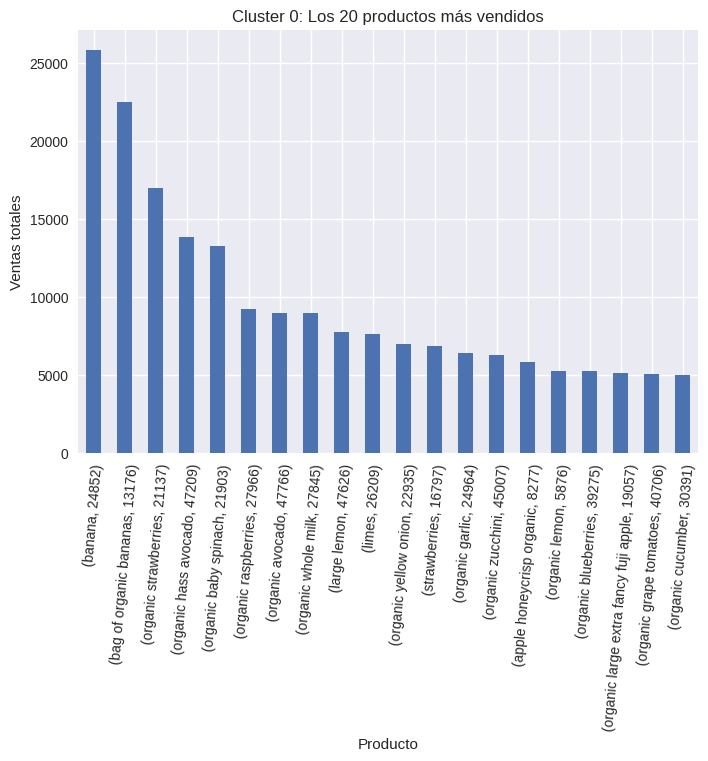 Cluster 0: Los 20 productos más vendidos
Ventas totales
25000
20000
15000
10000
5000
0
(banana, 24852)
(bag of organic bananas, 13176)
(organic strawberries, 21137)
(organic hass avocado, 47209)
(organic baby spinach, 21903)
(organic raspberries, 27966)
(organic avocado, 47766)
(organic whole milk, 27845)
(large lemon, 47626)
(limes, 26209)
(organic yellow onion, 22935)
(strawberries, 16797)
(organic garlic, 24964)
(organic zucchini, 45007)
(apple honeycrisp organic, 8277)
(organic lemon, 5876)
(organic blueberries, 39275)
(organic large extra fancy fuji apple, 19057)
(organic grape tomatoes, 40706)
(organic cucumber, 30391)
Producto